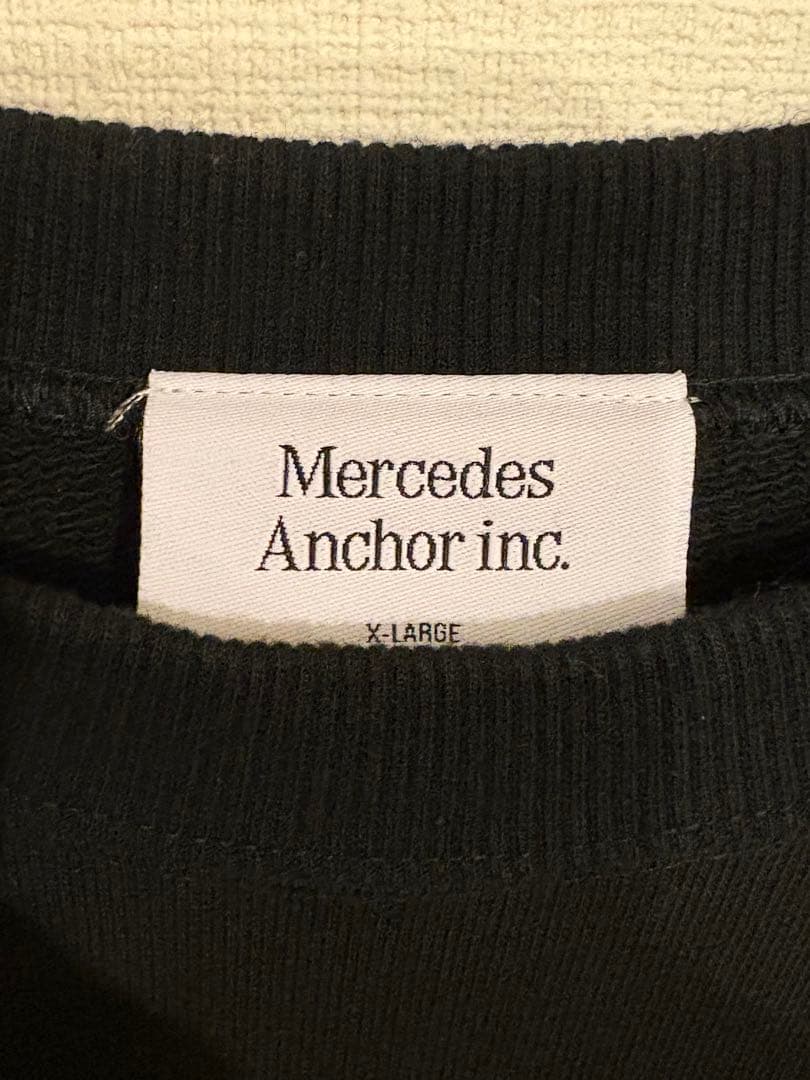 Mercedes
Anchor inc.
X-LARGE